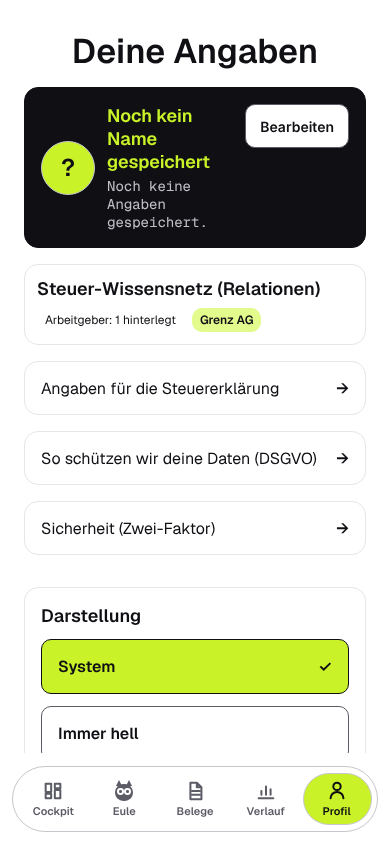 Deine Angaben
?
Noch kein
Name
gespeichert
Noch keine
Angaben
gespeichert.
Bearbeiten
Steuer-Wissensnetz (Relationen)
Arbeitgeber: 1 hinterlegt Grenz AG
Angaben für die Steuererklärung →
So schützen wir deine Daten (DSGVO) →
Sicherheit (Zwei-Faktor) →
Darstellung
System ✓
Immer hell
Cockpit Eule Belege Verlauf Profil